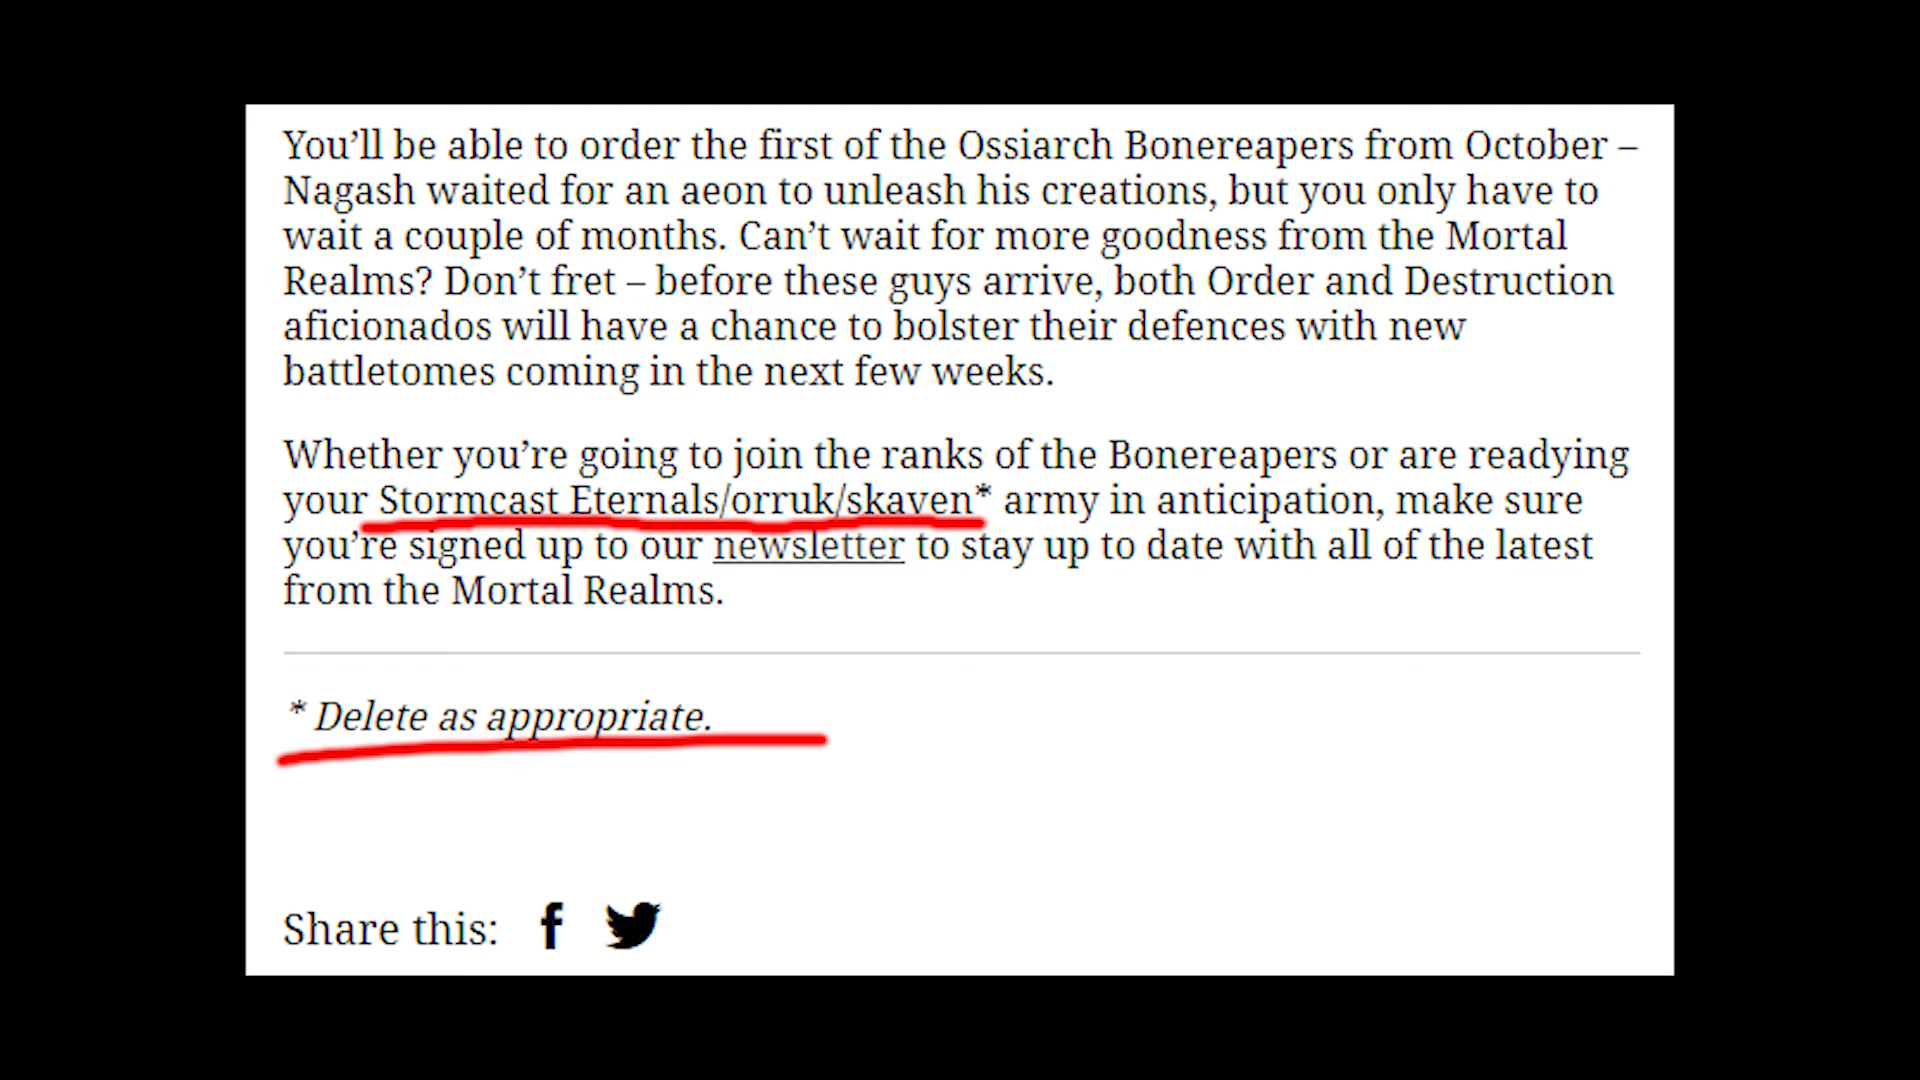 You’ll be able to order the first of the Ossiarch Bonereapers from October –
Nagash waited for an aeon to unleash his creations, but you only have to
wait a couple of months. Can’t wait for more goodness from the Mortal
Realms? Don’t fret – before these guys arrive, both Order and Destruction
aficionados will have a chance to bolster their defences with new
battletomes coming in the next few weeks.
Whether you’re going to join the ranks of the Bonereapers or are readying
your Stormcast Eternals/orruk/skaven* army in anticipation, make sure
you’re signed up to our newsletter to stay up to date with all of the latest
from the Mortal Realms.
* Delete as appropriate.
Share this: